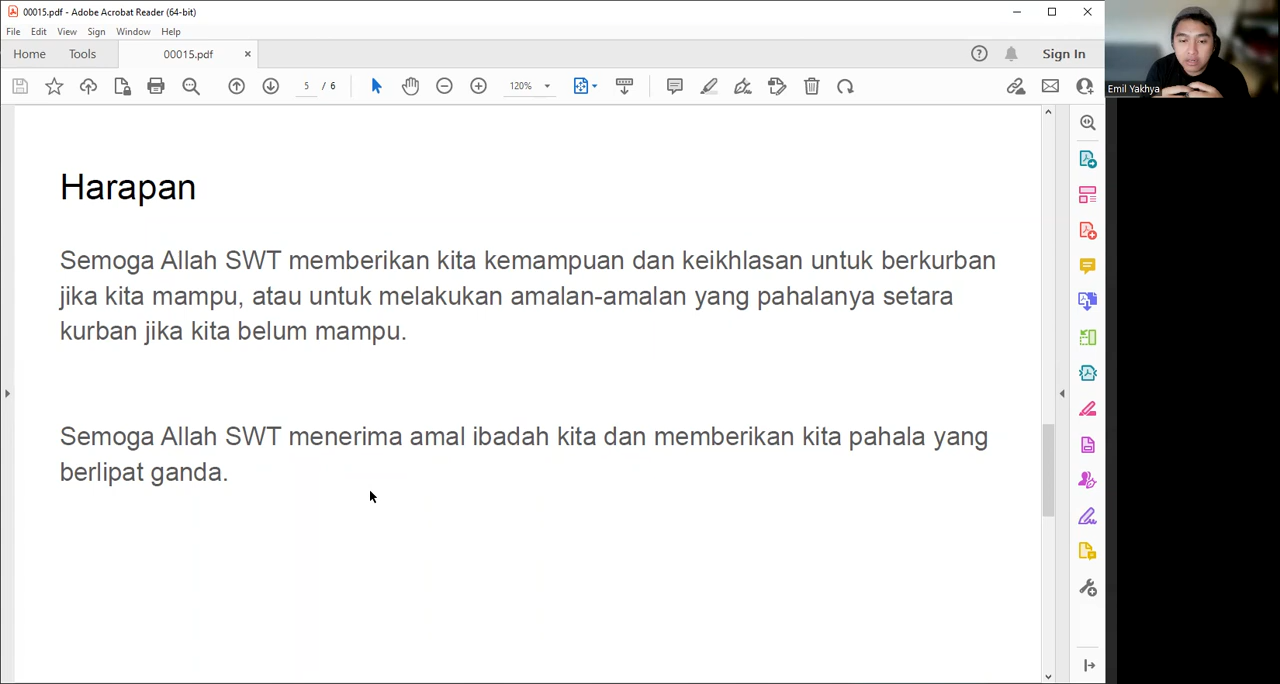 00015.pdf - Adobe Acrobat Reader (64-bit)
File Edit View Sign Window Help
Home Tools 00015.pdf Sign In
5 / 6 120%
Emil Yakhya
Harapan
Semoga Allah SWT memberikan kita kemampuan dan keikhlasan untuk berkurban
jika kita mampu, atau untuk melakukan amalan-amalan yang pahalanya setara
kurban jika kita belum mampu.
Semoga Allah SWT menerima amal ibadah kita dan memberikan kita pahala yang
berlipat ganda.